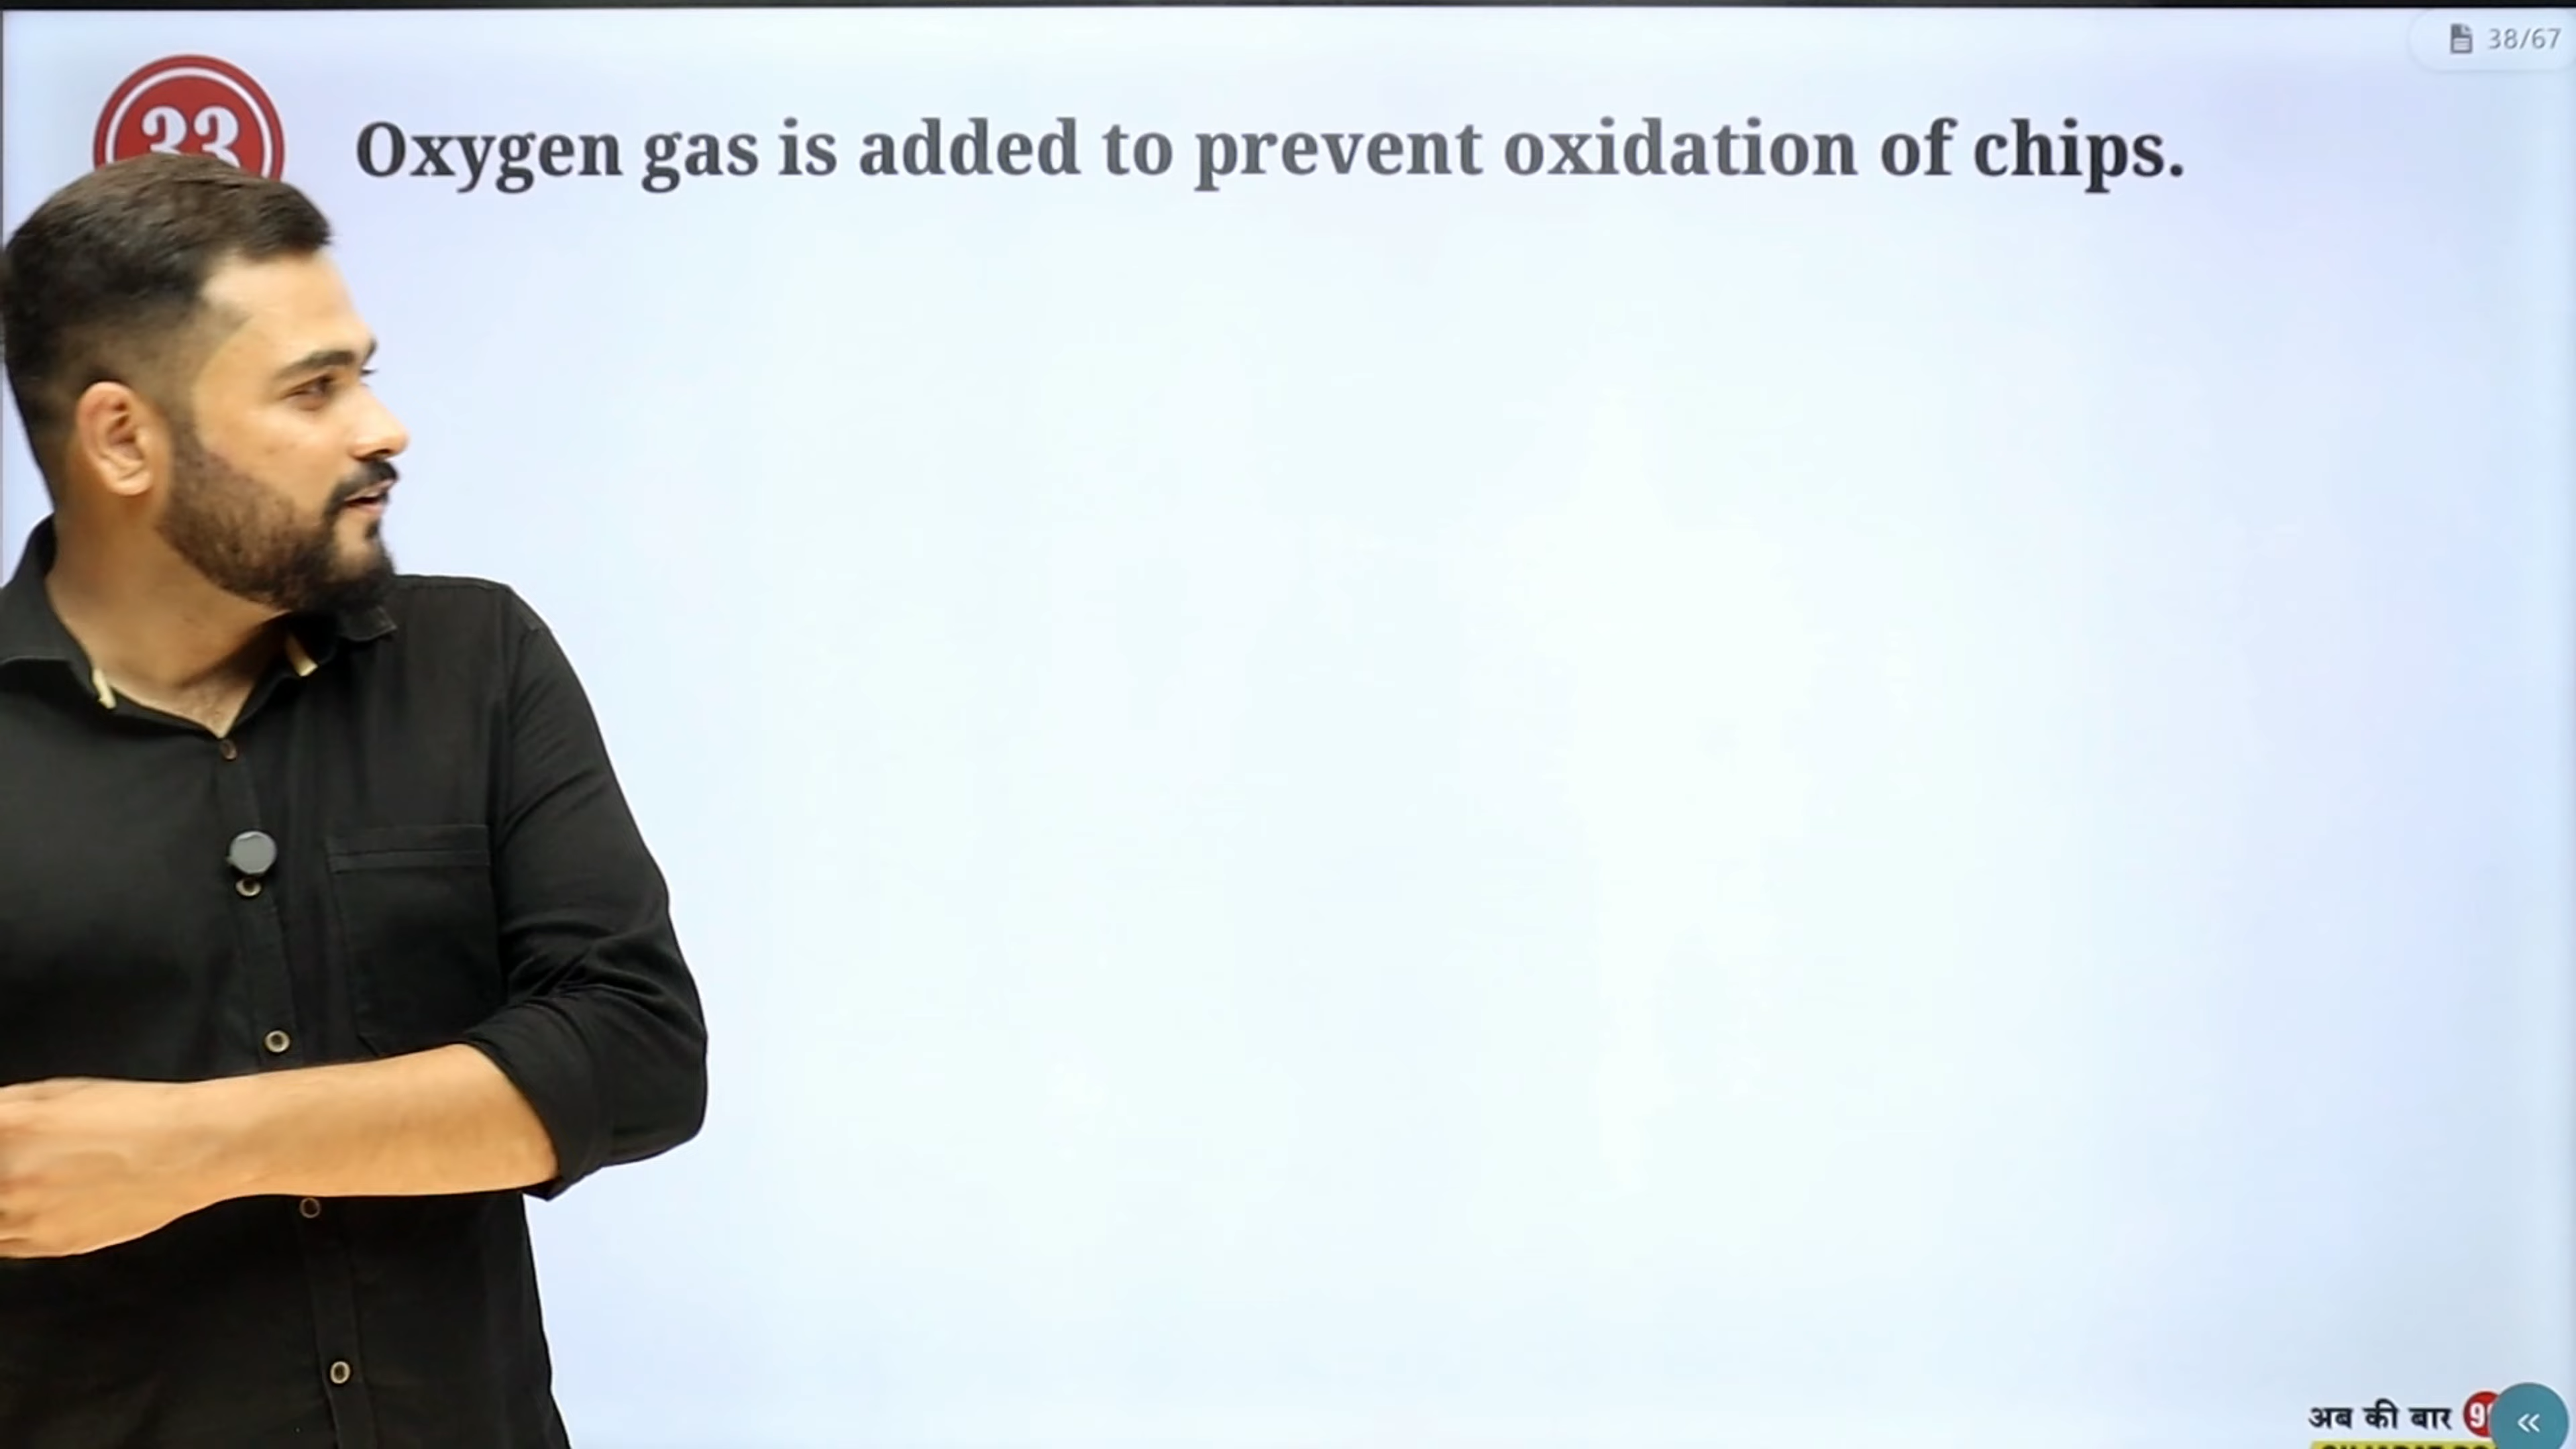 38/67
33
Oxygen gas is added to prevent oxidation of chips.
अब की बार